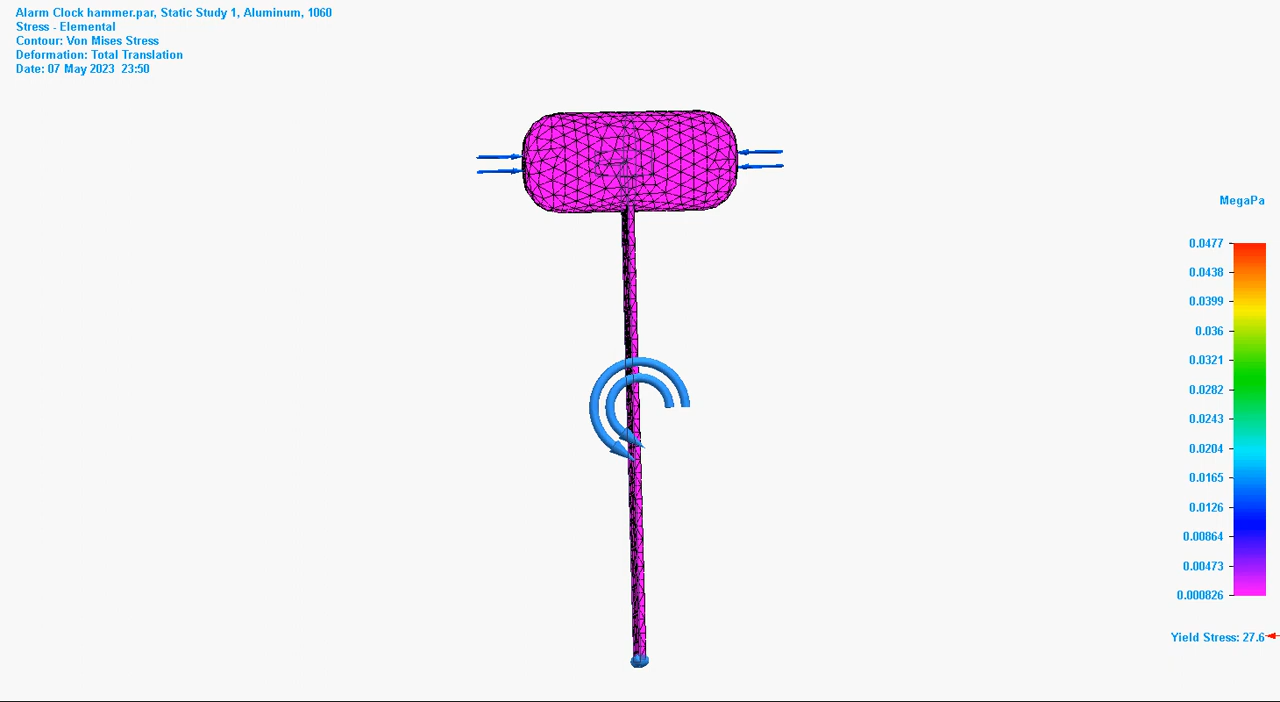 Alarm Clock hammer.par, Static Study 1, Aluminum, 1060
Stress - Elemental
Contour: Von Mises Stress
Deformation: Total Translation
Date: 07 May 2023  23:50
MegaPa
0.0477
0.0438
0.0399
0.036
0.0321
0.0282
0.0243
0.0204
0.0165
0.0126
0.00864
0.00473
0.000826
Yield Stress: 27.6